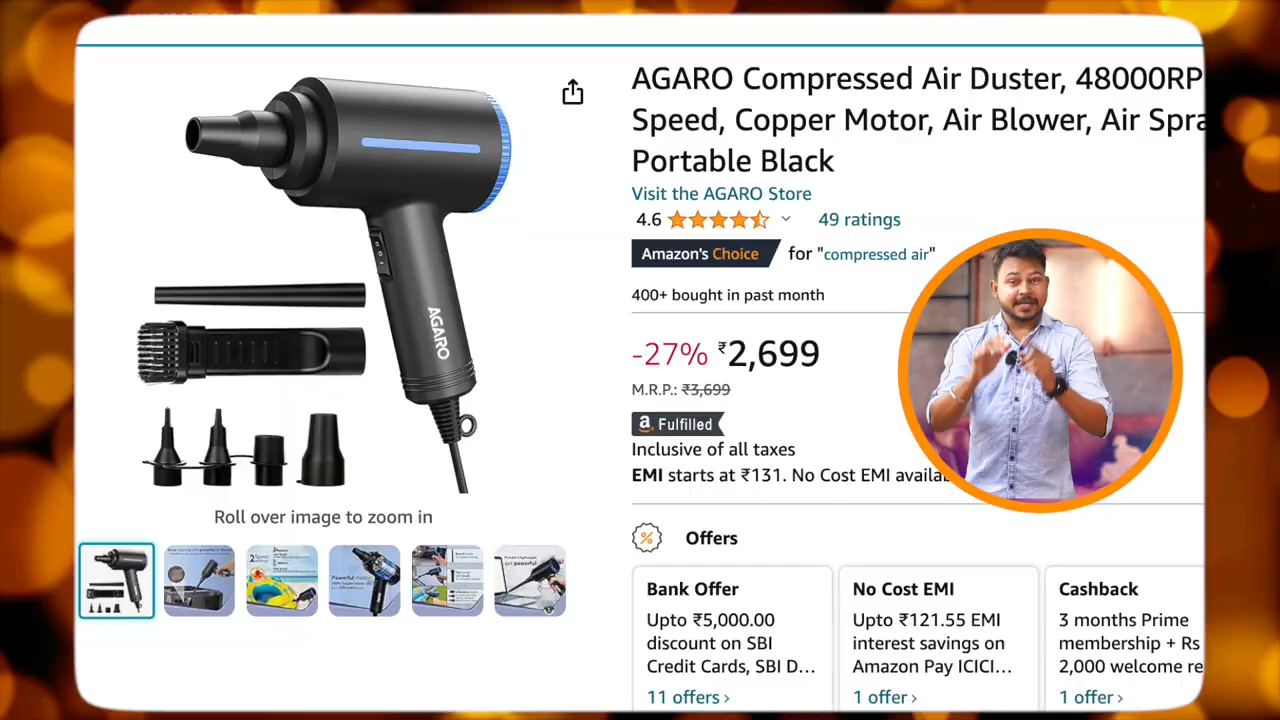 AGARO Compressed Air Duster, 48000RP
Speed, Copper Motor, Air Blower, Air Spra
Portable Black
Visit the AGARO Store
4.6 49 ratings
Amazon's Choice for "compressed air"
400+ bought in past month
-27% ₹2,699
M.R.P.: ₹3,699
a Fulfilled
Inclusive of all taxes
EMI starts at ₹131. No Cost EMI availab
AGARO
Roll over image to zoom in
% Offers
Bank Offer
Upto ₹5,000.00
discount on SBI
Credit Cards, SBI D...
11 offers ›
No Cost EMI
Upto ₹121.55 EMI
interest savings on
Amazon Pay ICICI...
1 offer ›
Cashback
3 months Prime
membership + Rs
2,000 welcome re
1 offer ›